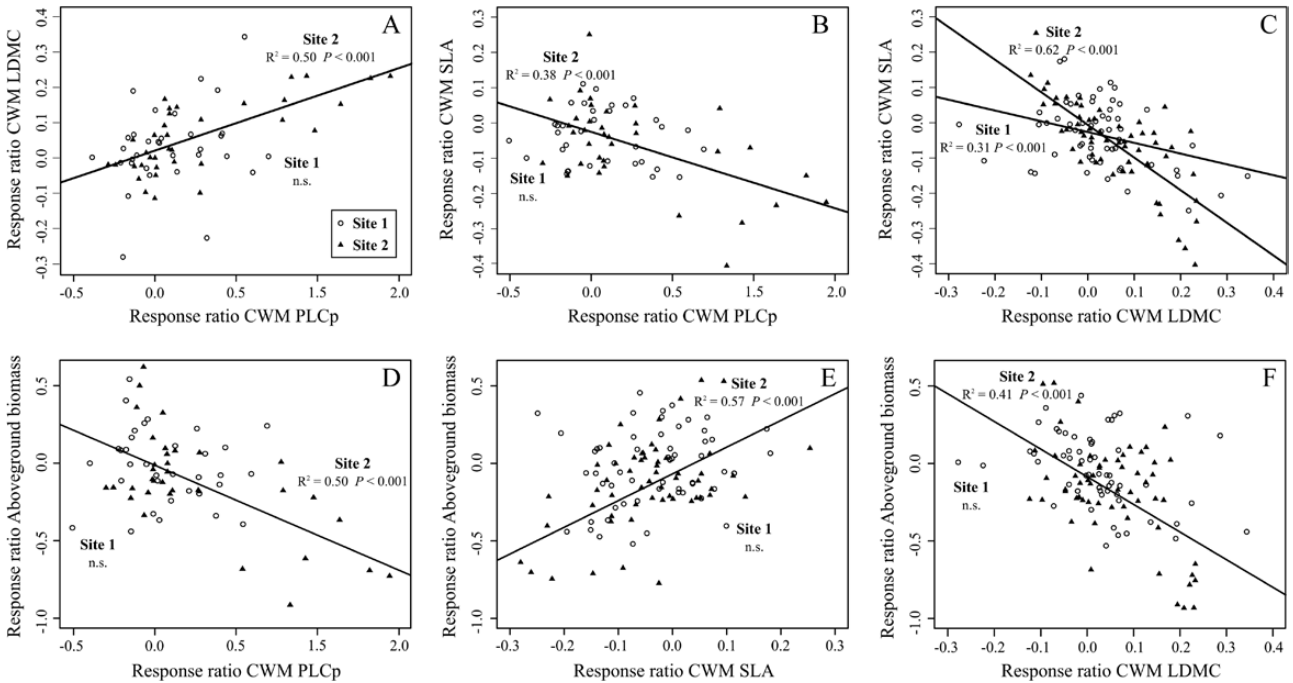 A
Site 2
R² = 0.50 P < 0.001
Site 1
n.s.
Site 1
Site 2
Response ratio CWM LDMC
0.4
0.3
0.2
0.1
0.0
-0.1
-0.2
-0.3
-0.5 0.0 0.5 1.5 2.0
Response ratio CWM PLCp
B
Site 2
R² = 0.38 P < 0.001
Site 1
n.s.
Response ratio CWM SLA
0.3
0.2
0.1
0.0
-0.1
-0.2
-0.3
-0.4
-0.5 0.0 0.5 1.5 2.0
Response ratio CWM PLCp
C
Site 2
R² = 0.62 P < 0.001
Site 1
R² = 0.31 P < 0.001
Response ratio CWM SLA
0.3
0.2
0.1
0.0
-0.1
-0.2
-0.3
-0.4
-0.3 -0.2 -0.1 0.0 0.1 0.2 0.3 0.4
Response ratio CWM LDMC
D
Site 2
R² = 0.50 P < 0.001
Site 1
n.s.
Response ratio Aboveground biomass
0.5
0.0
-0.5
-1.0
-0.5 0.0 0.5 1.5 2.0
Response ratio CWM PLCp
E
Site 2
R² = 0.57 P < 0.001
Site 1
n.s.
Response ratio Aboveground biomass
0.5
0.0
-0.5
-1.0
-0.3 -0.2 -0.1 0.0 0.1 0.2 0.3
Response ratio CWM SLA
F
Site 2
R² = 0.41 P < 0.001
Site 1
n.s.
Response ratio Aboveground biomass
0.5
0.0
-0.5
-1.0
-0.3 -0.2 -0.1 0.0 0.1 0.2 0.3 0.4
Response ratio CWM LDMC